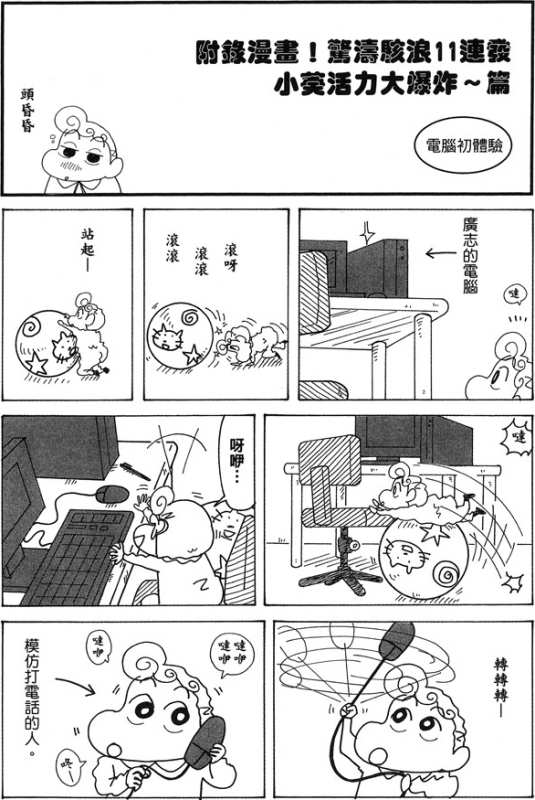 附錄漫畫！驚濤駭浪11連發
小葵活力大爆炸～篇
電腦初體驗
頭昏昏
廣志的電腦
噠
滾呀
滾滾
滾滾
站起—
噠
呀咿…
轉轉轉—
噠咿
噠咿
噠咿
模仿打電話的人。
咚—